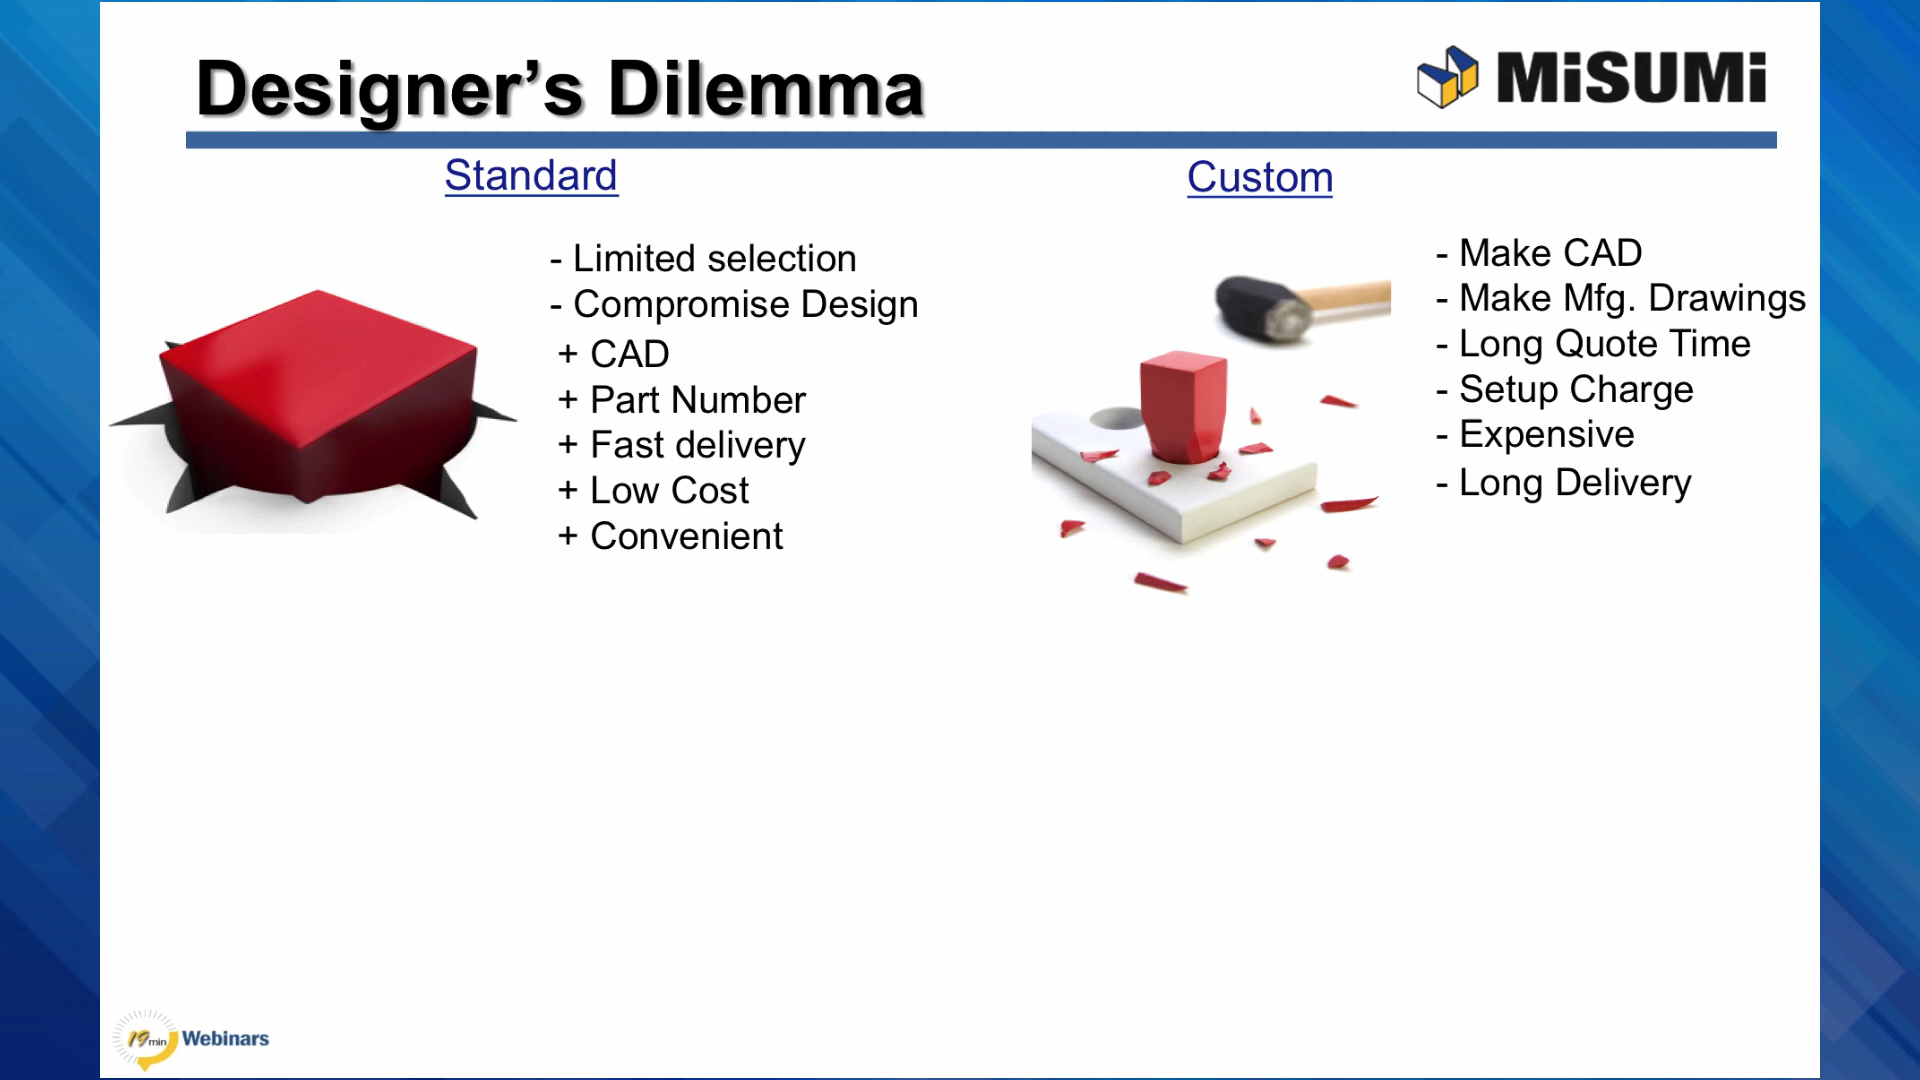 Designer's Dilemma
MiSUMi
Standard
- Limited selection
- Compromise Design
+ CAD
+ Part Number
+ Fast delivery
+ Low Cost
+ Convenient
Custom
- Make CAD
- Make Mfg. Drawings
- Long Quote Time
- Setup Charge
- Expensive
- Long Delivery
19 min Webinars